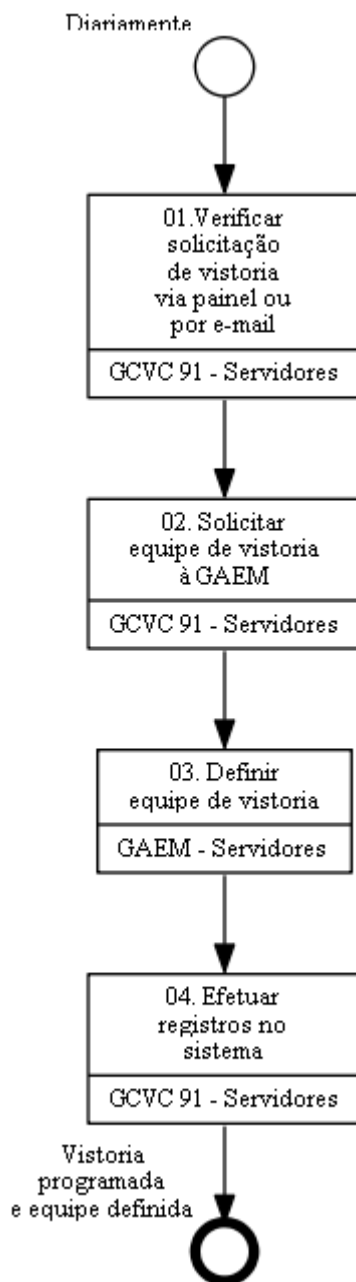 Diariamente
01.Verificar
solicitação
de vistoria
via painel ou
por e-mail
GCVC 91 - Servidores
02. Solicitar
equipe de vistoria
à GAEM
GCVC 91 - Servidores
03. Definir
equipe de vistoria
GAEM - Servidores
04. Efetuar
registros no
sistema
GCVC 91 - Servidores
Vistoria
programada
e equipe definida